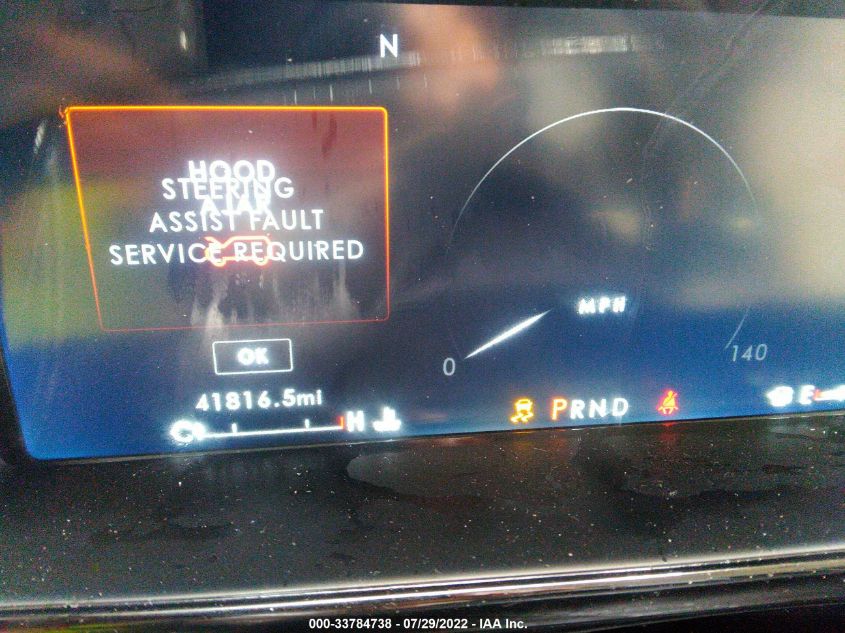 N
HOOD
STEERING
AJAR
ASSIST FAULT
SERVICE REQUIRED
OK
41816.5mi
C H
0
MPH
140
PRND
E
000-33784738 - 07/29/2022 - IAA Inc.